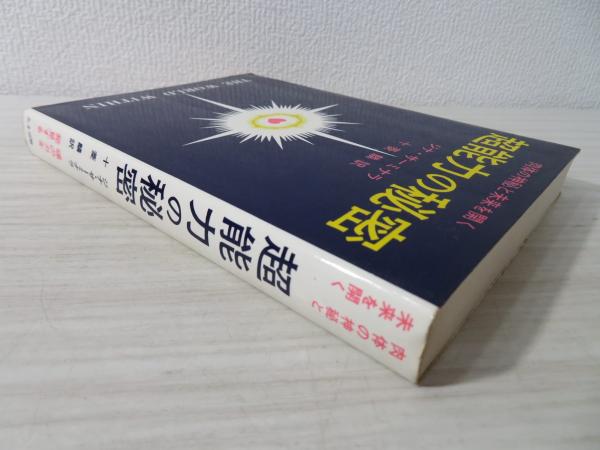 肉体の神秘と未来を開く
超能力の秘密
ジナ・サーミナラ
十菱麟 訳
THE WORLD WITHIN
肉体の神秘と
未来を開く
超能力の秘密
ジナ・サーミナラ
十菱麟訳